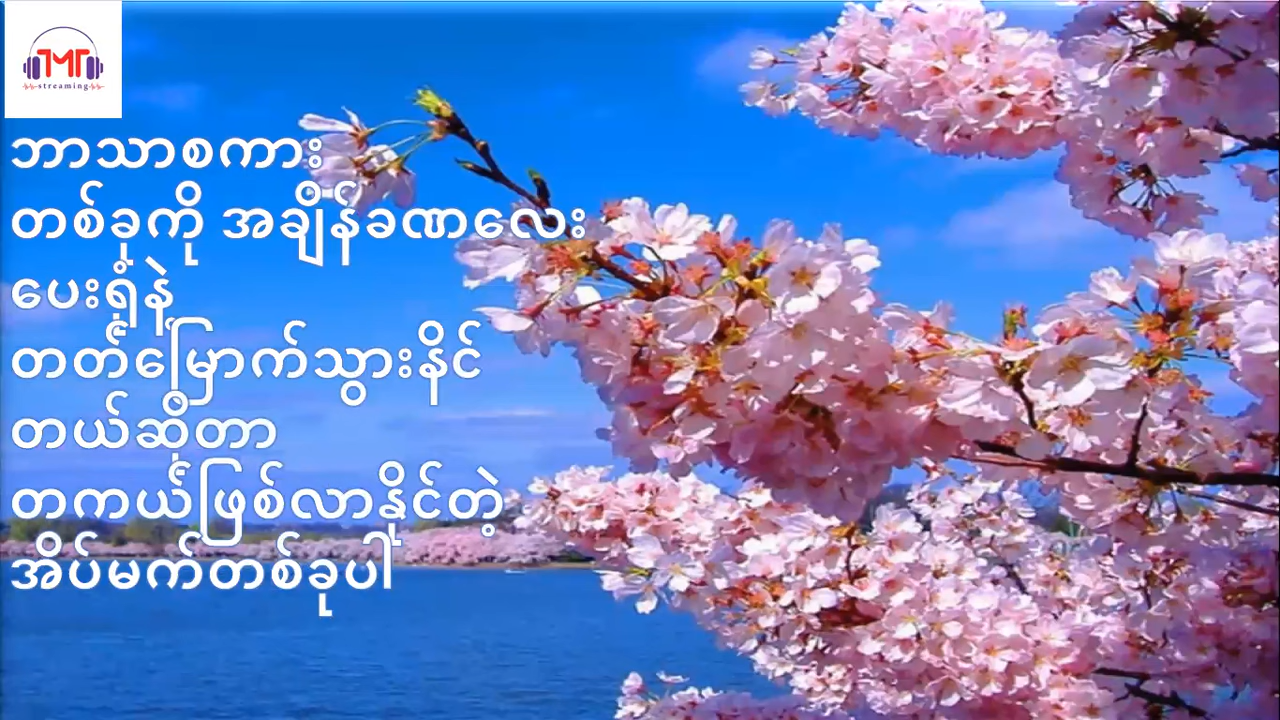 TMT
streaming
ဘာသာစကား
တစ်ခုကို အချိန်ခဏလေး
ပေးရုံနဲ့
တတ်မြောက်သွားနိုင်
တယ်ဆိုတာ
တကယ်ဖြစ်လာနိုင်တဲ့
အိပ်မက်တစ်ခုပါ